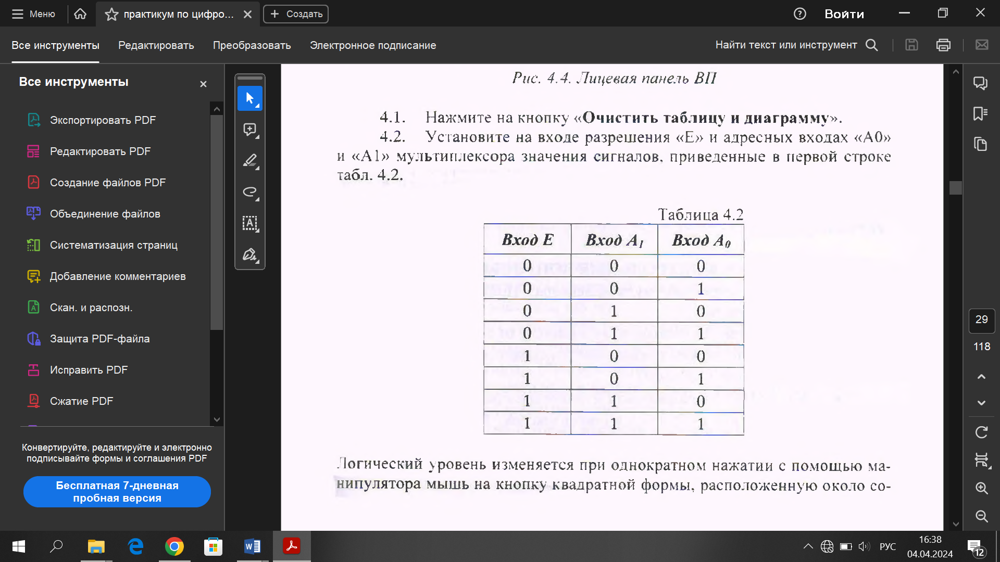 Меню
практикум по цифро...
Создать
Войти
Все инструменты
Редактировать
Преобразовать
Электронное подписание
Найти текст или инструмент
Все инструменты
Экспортировать PDF
Редактировать PDF
Создание файлов PDF
Объединение файлов
Систематизация страниц
Добавление комментариев
Скан. и распозн.
Защита PDF-файла
Исправить PDF
Сжатие PDF
Конвертируйте, редактируйте и электронно
подписывайте формы и соглашения PDF
Бесплатная 7-дневная
пробная версия
Рис. 4.4. Лицевая панель ВП
4.1. Нажмите на кнопку «Очистить таблицу и диаграмму».
4.2. Установите на входе разрешения «Е» и адресных входах «А0»
и «А1» мультиплексора значения сигналов, приведенные в первой строке
табл. 4.2.
Таблица 4.2
Вход E Вход A1 Вход A0
0 0 0
0 0 1
0 1 0
0 1 1
1 0 0
1 0 1
1 1 0
1 1 1
Логический уровень изменяется при однократном нажатии с помощью ма-
нипулятора мышь на кнопку квадратной формы, расположенную около со-
29
118
РУС
16:38
04.04.2024
12